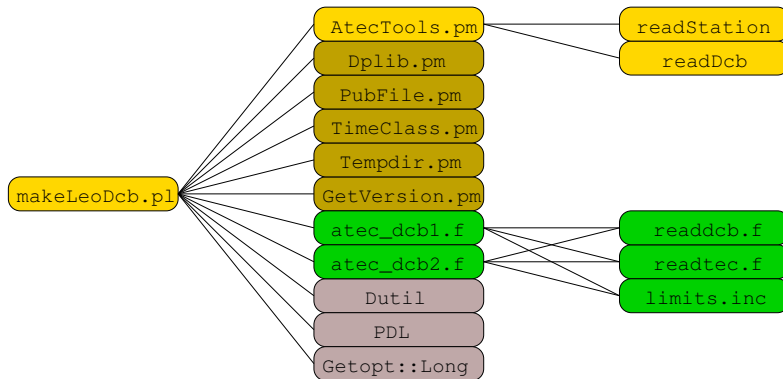 AtecTools.pm
readStation
Dplib.pm
readDcb
PubFile.pm
TimeClass.pm
Tempdir.pm
makeLeoDcb.pl
GetVersion.pm
atec_dcb1.f
readdcb.f
atec_dcb2.f
readtec.f
Dutil
limits.inc
PDL
Getopt::Long